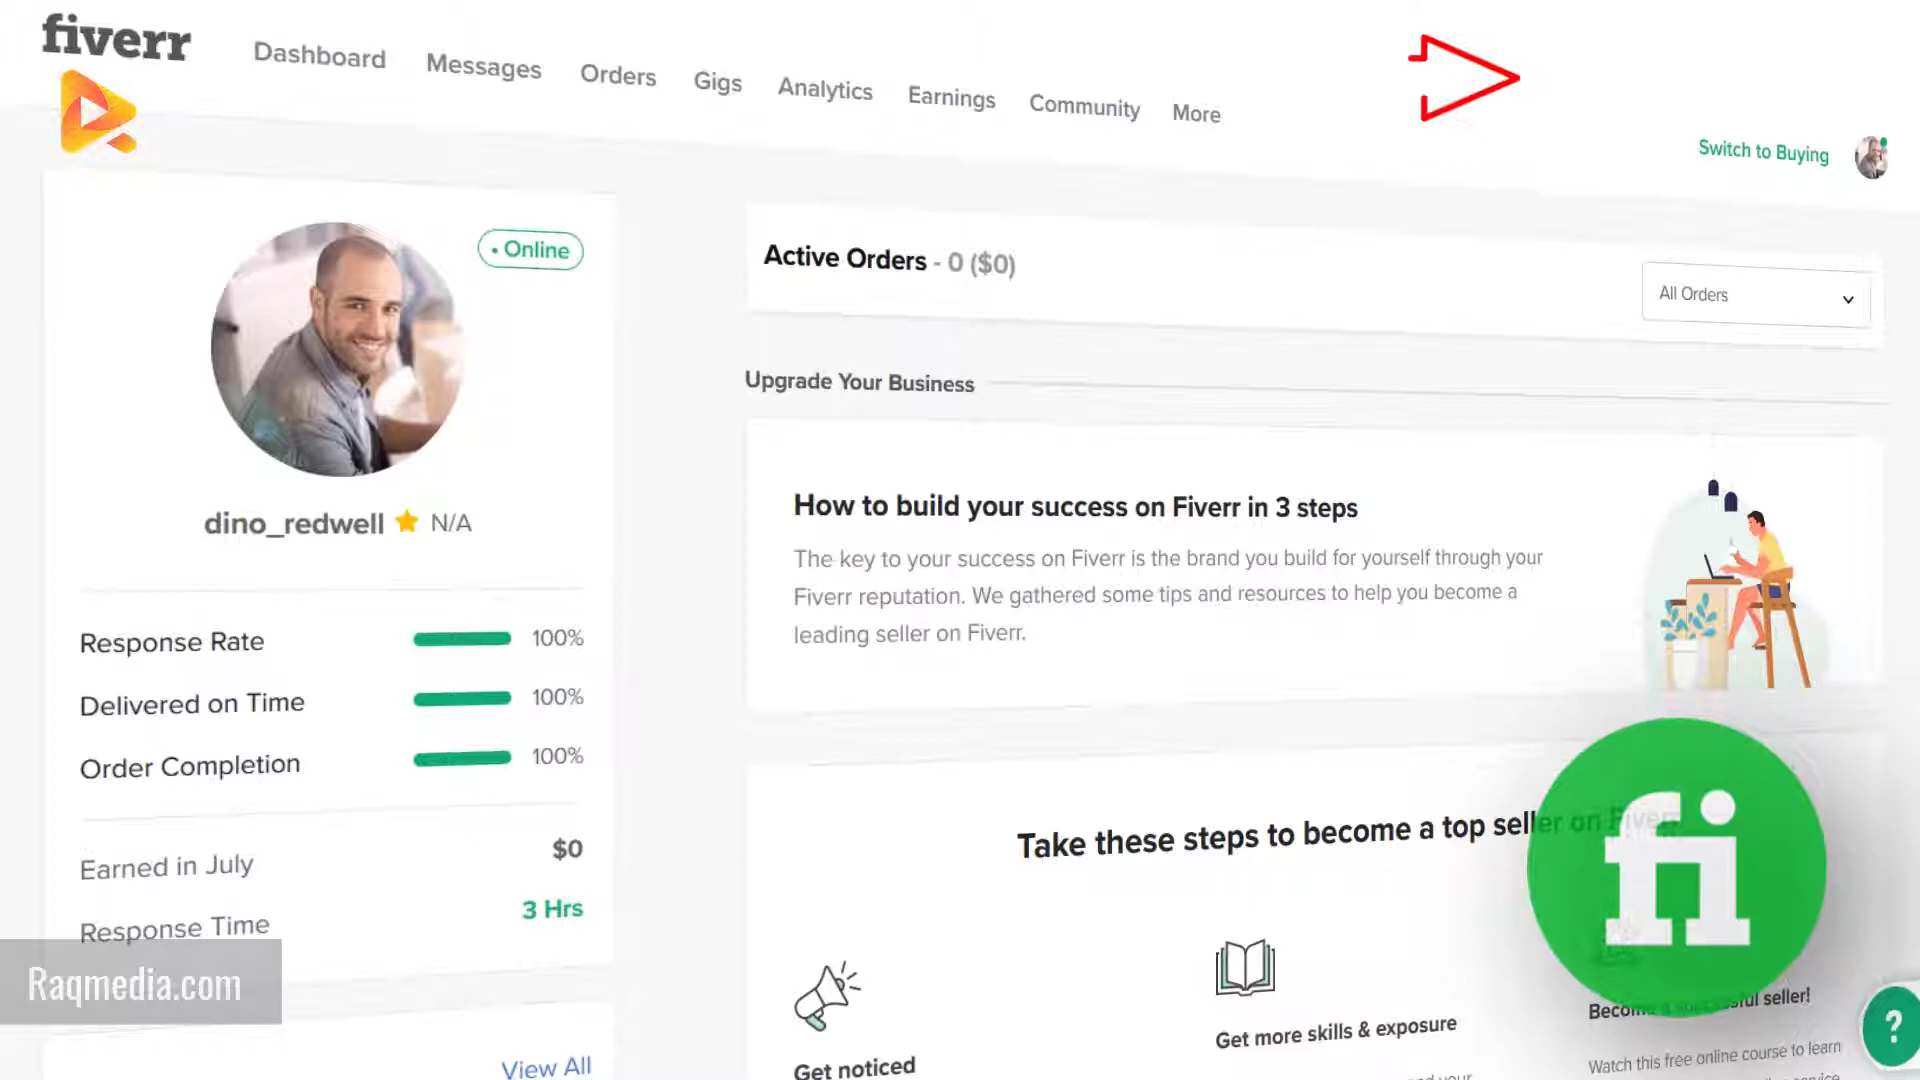 fiverr
Dashboard
Messages
Orders
Gigs
Analytics
Earnings
Community
More
Switch to Buying
• Online
dino_redwell N/A
Response Rate 100%
Delivered on Time 100%
Order Completion 100%
Earned in July $0
Response Time 3 Hrs
Raqmedia.com
View All
Active Orders - 0 ($0)
All Orders
Upgrade Your Business
How to build your success on Fiverr in 3 steps
The key to your success on Fiverr is the brand you build for yourself through your
Fiverr reputation. We gathered some tips and resources to help you become a
leading seller on Fiverr.
Take these steps to become a top seller on Fiverr
fi
Get noticed
Get more skills & exposure
Become a successful seller!
Watch this free online course to learn
?